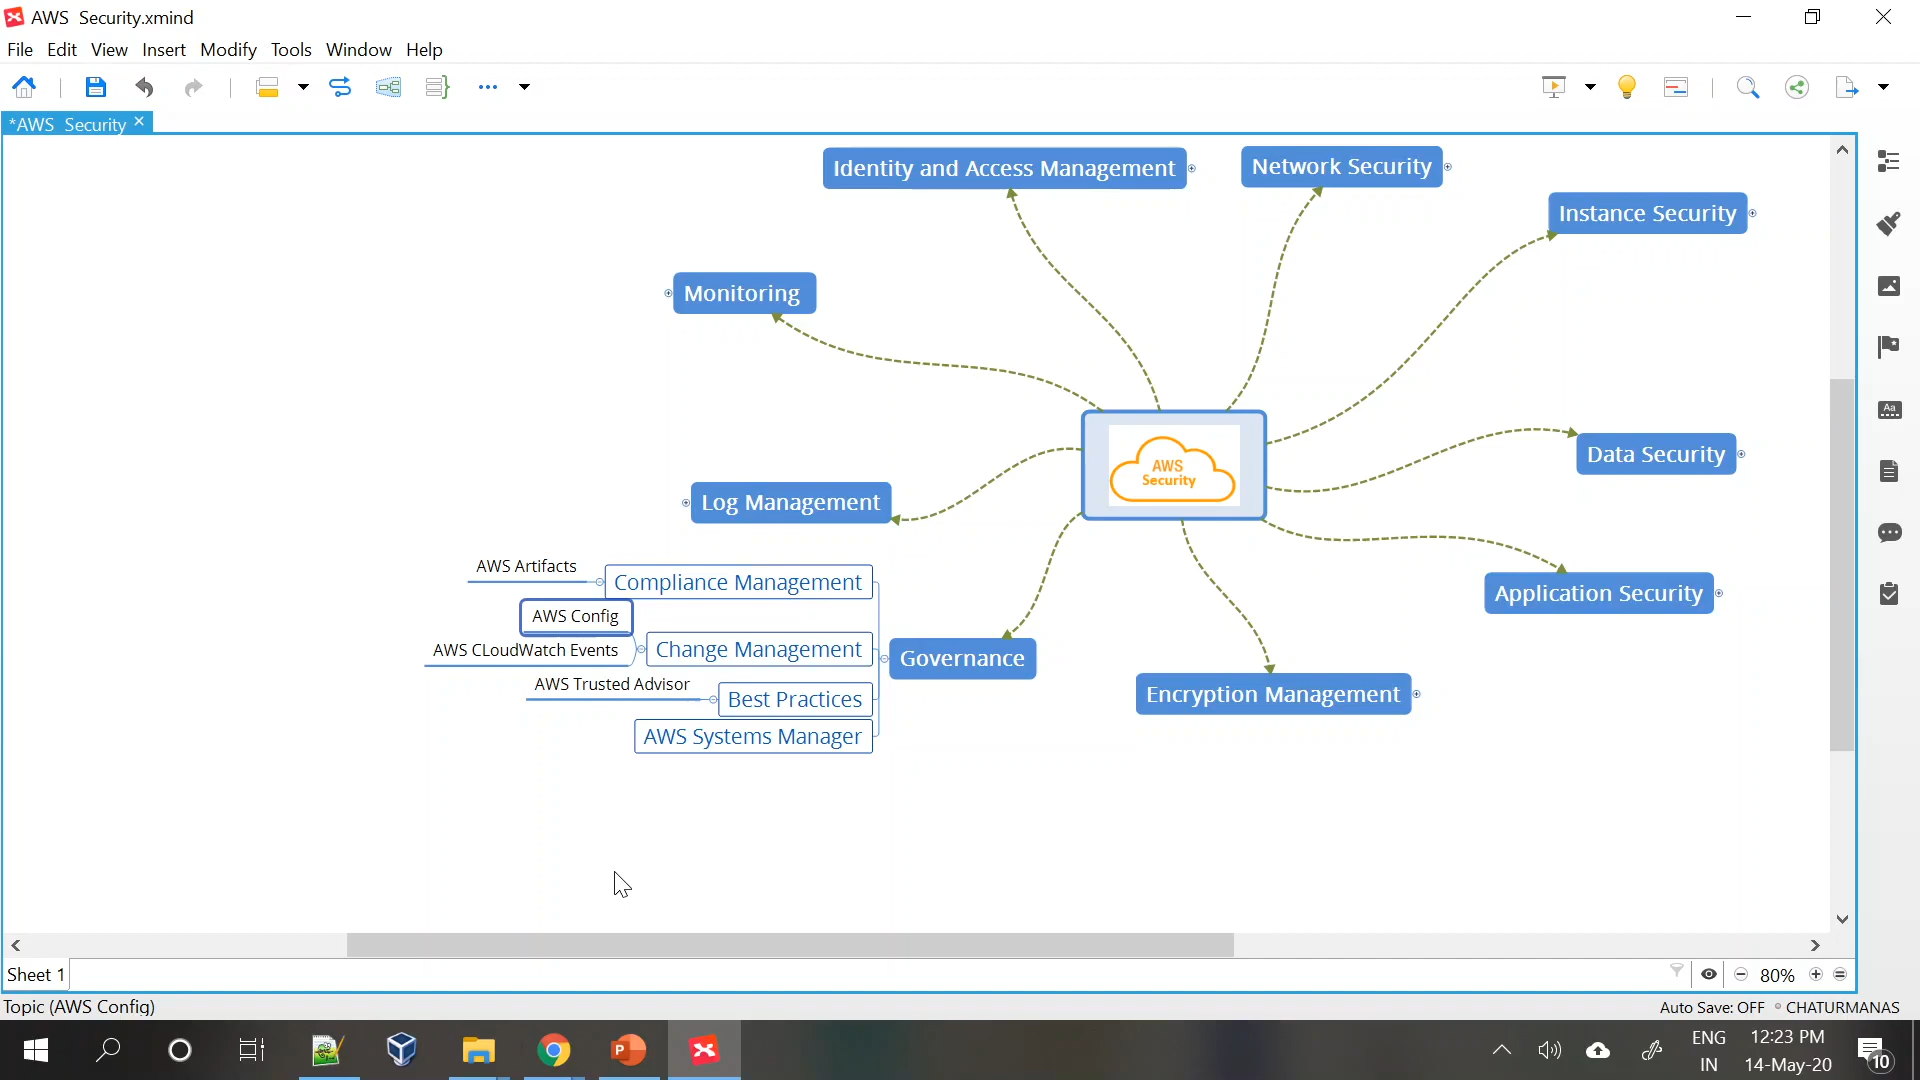 AWS Security.xmind
File Edit View Insert Modify Tools Window Help
*AWS Security
Identity and Access Management
Network Security
Instance Security
Monitoring
AWS
Security
Data Security
Log Management
AWS Artifacts
Compliance Management
AWS Config
AWS CLoudWatch Events
Change Management
AWS Trusted Advisor
Best Practices
AWS Systems Manager
Governance
Application Security
Encryption Management
Aa
Sheet 1
80%
Topic (AWS Config)
Auto Save: OFF
CHATURMANAS
P
ENG
IN
12:23 PM
14-May-20
10